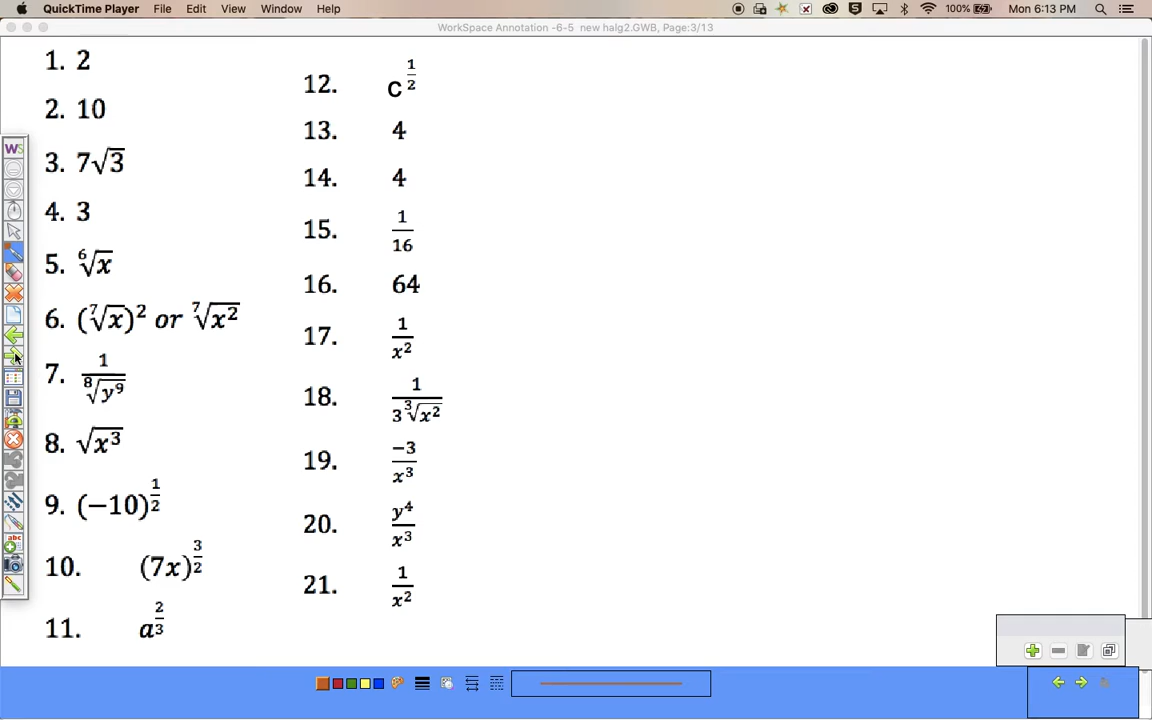 QuickTime Player File Edit View Window Help 100% Mon 6:13 PM
WorkSpace Annotation -6-5 new halg2.GWB, Page:3/13
WS
abc
1. 2
2. 10
3. 7√3
4. 3
5. ⁶√x
6. (⁷√x)² or ⁷√x²
7. 1/⁸√y⁹
8. √x³
9. (−10)^(1/2)
10. (7x)^(3/2)
11. a^(2/3)
12. c^(1/2)
13. 4
14. 4
15. 1/16
16. 64
17. 1/x²
18. 1/3³√x²
19. −3/x³
20. y⁴/x³
21. 1/x²